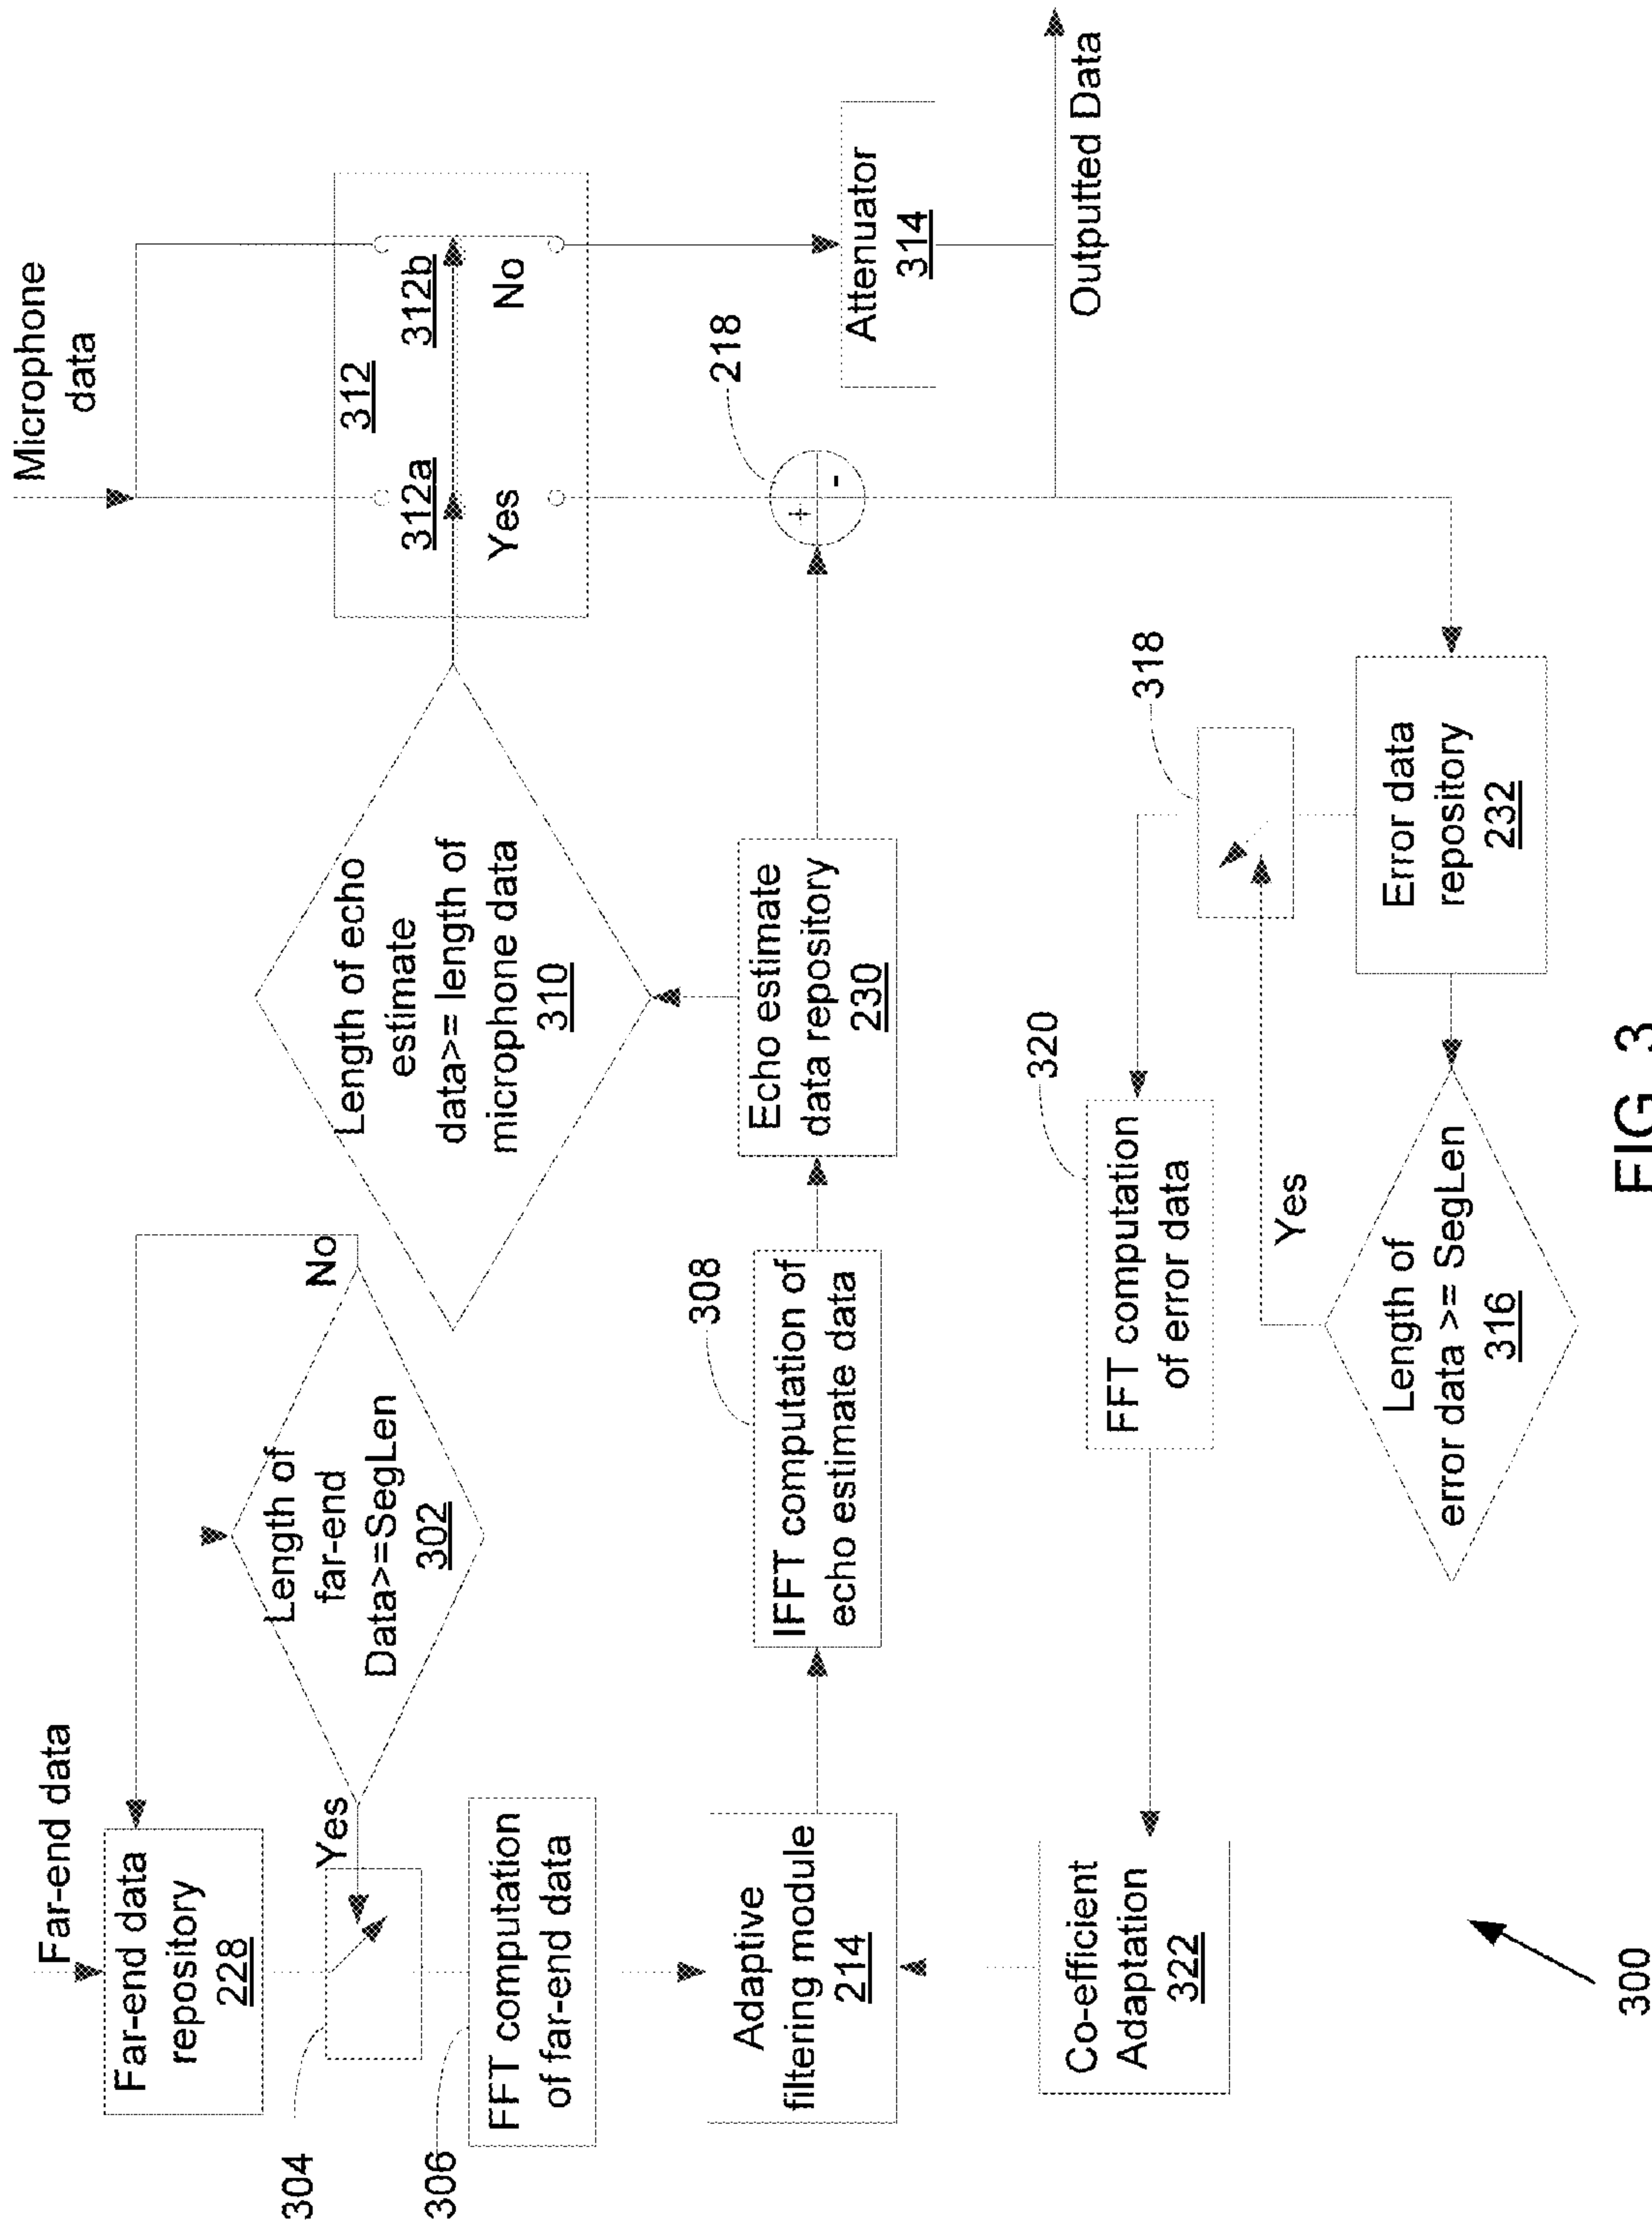 Far-end data
Far-end data
repository
228
304
Yes
Length of
far-end
Data>=SegLen
302
No
306
FFT computation
of far-end data
Adaptive
filtering module
214
308
IFFT computation of
echo estimate data
Echo estimate
data repository
230
Length of echo
estimate
data>= length of
microphone data
310
Microphone
data
312
312a
312b
Yes
No
218
+
-
Attenuator
314
Outputted Data
Error data
repository
232
318
Length of
error data >= SegLen
316
Yes
320
FFT computation
of error data
Co-efficient
Adaptation
322
300
FIG. 3